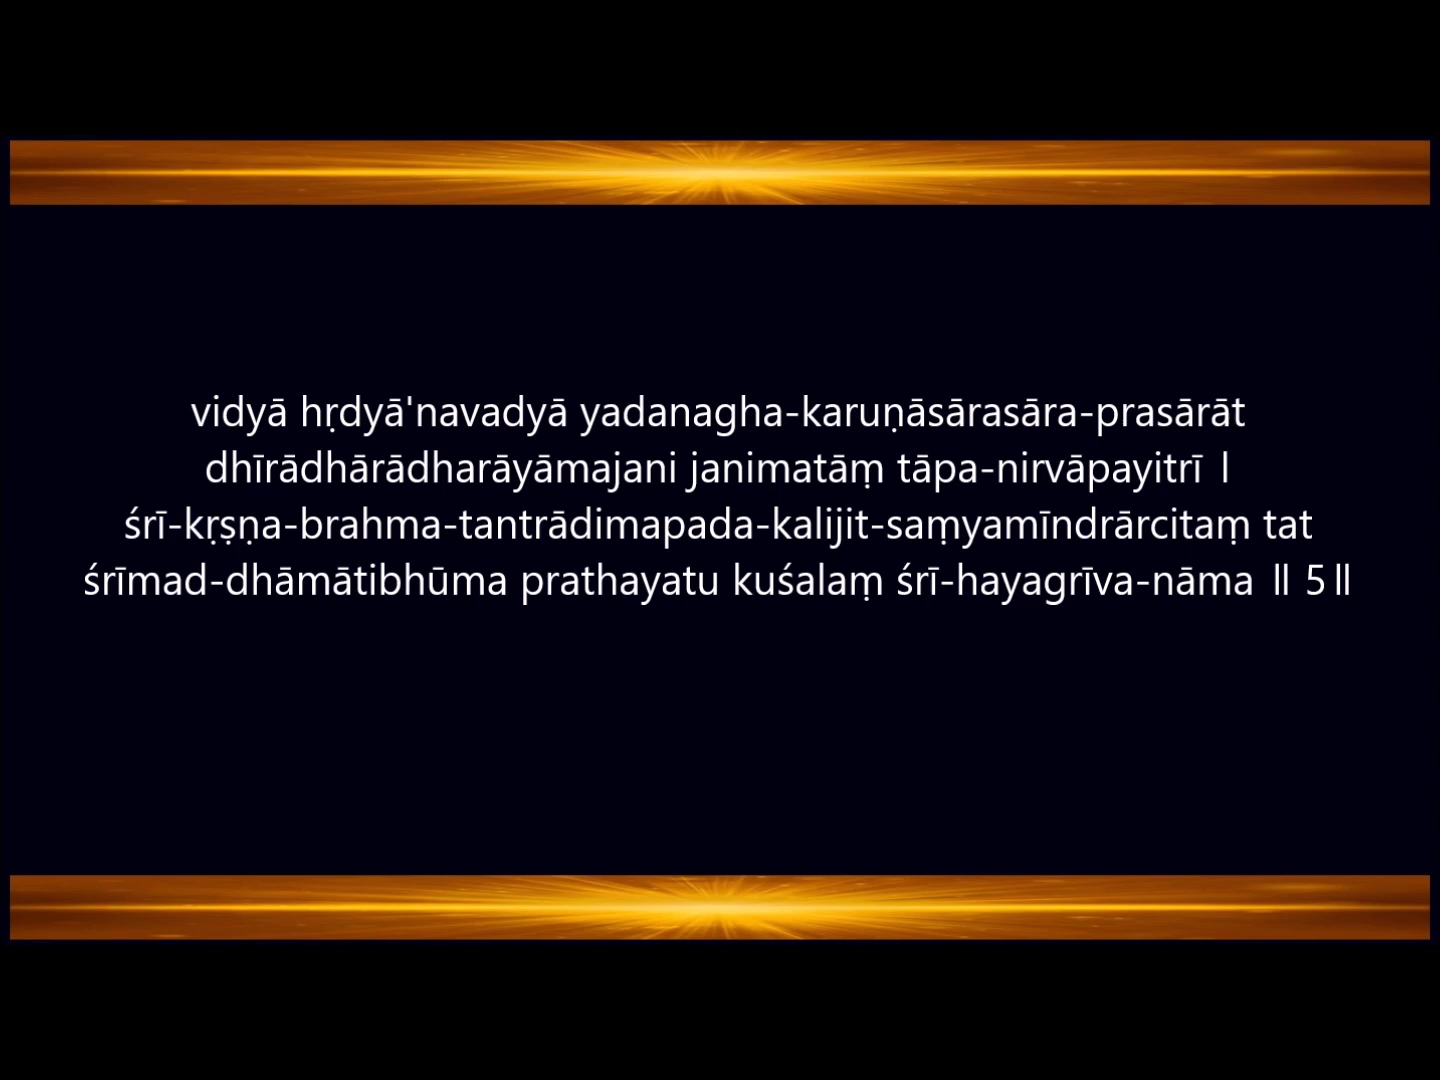 vidyā hṛdyā'navadyā yadanagha-karuṇāsārasāra-prasārāt
dhīrādhārādharāyāmajani janimatāṃ tāpa-nirvāpayitrī ।
śrī-kṛṣṇa-brahma-tantrādimapada-kalijit-saṃyamīndrārcitaṃ tat
śrīmad-dhāmātibhūma prathayatu kuśalaṃ śrī-hayagrīva-nāma ॥ 5॥